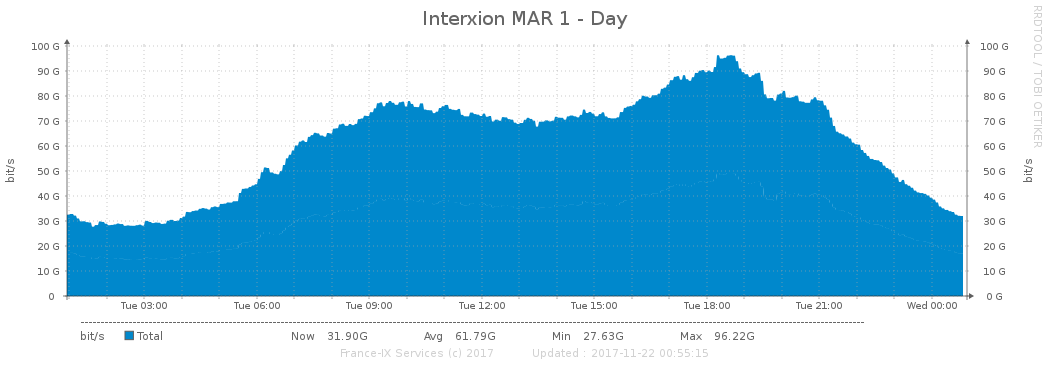 Interxion MAR 1 - Day
RRDTOOL / TOBI OETIKER
100 G 100 G
90 G 90 G
80 G 80 G
70 G 70 G
60 G 60 G
50 G 50 G
40 G 40 G
30 G 30 G
20 G 20 G
10 G 10 G
0 0 G
bit/s bit/s
Tue 03:00 Tue 06:00 Tue 09:00 Tue 12:00 Tue 15:00 Tue 18:00 Tue 21:00 Wed 00:00
bit/s Total Now 31.90G Avg 61.79G Min 27.63G Max 96.22G
France-IX Services (c) 2017 Updated : 2017-11-22 00:55:15